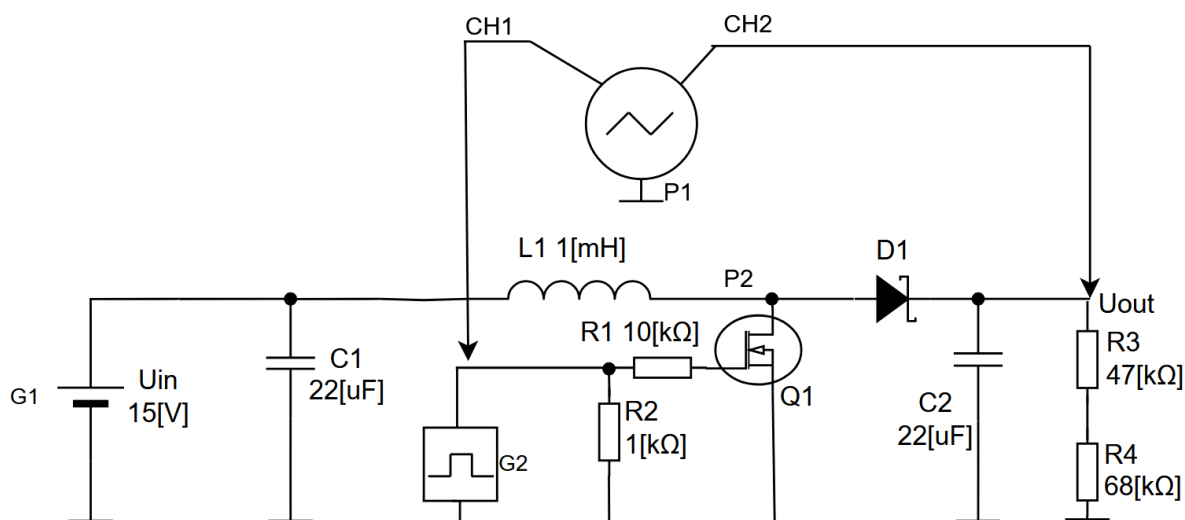 CH1
CH2
P1
L1 1[mH]
P2
D1
Uout
R1 10[kΩ]
R3
47[kΩ]
G1
Uin
15[V]
C1
22[uF]
Q1
R2
1[kΩ]
C2
22[uF]
G2
R4
68[kΩ]